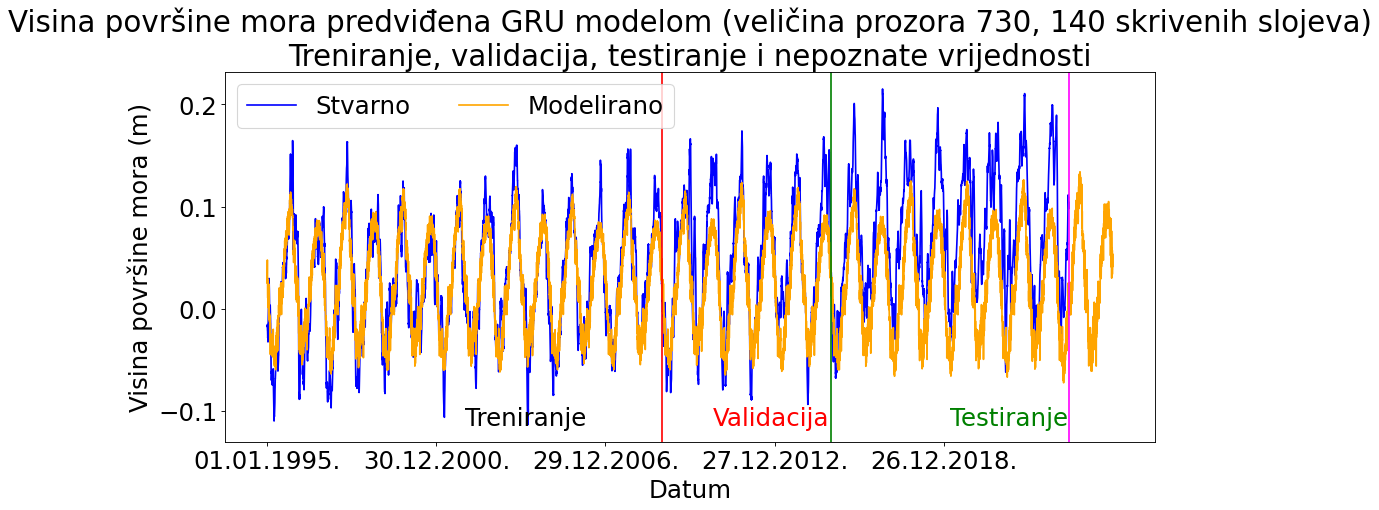 Visina površine mora predviđena GRU modelom (veličina prozora 730, 140 skrivenih slojeva)
Treniranje, validacija, testiranje i nepoznate vrijednosti
Stvarno Modelirano
Visina površine mora (m)
0.2
0.1
0.0
−0.1
Treniranje Validacija Testiranje
01.01.1995. 30.12.2000. 29.12.2006. 27.12.2012. 26.12.2018.
Datum